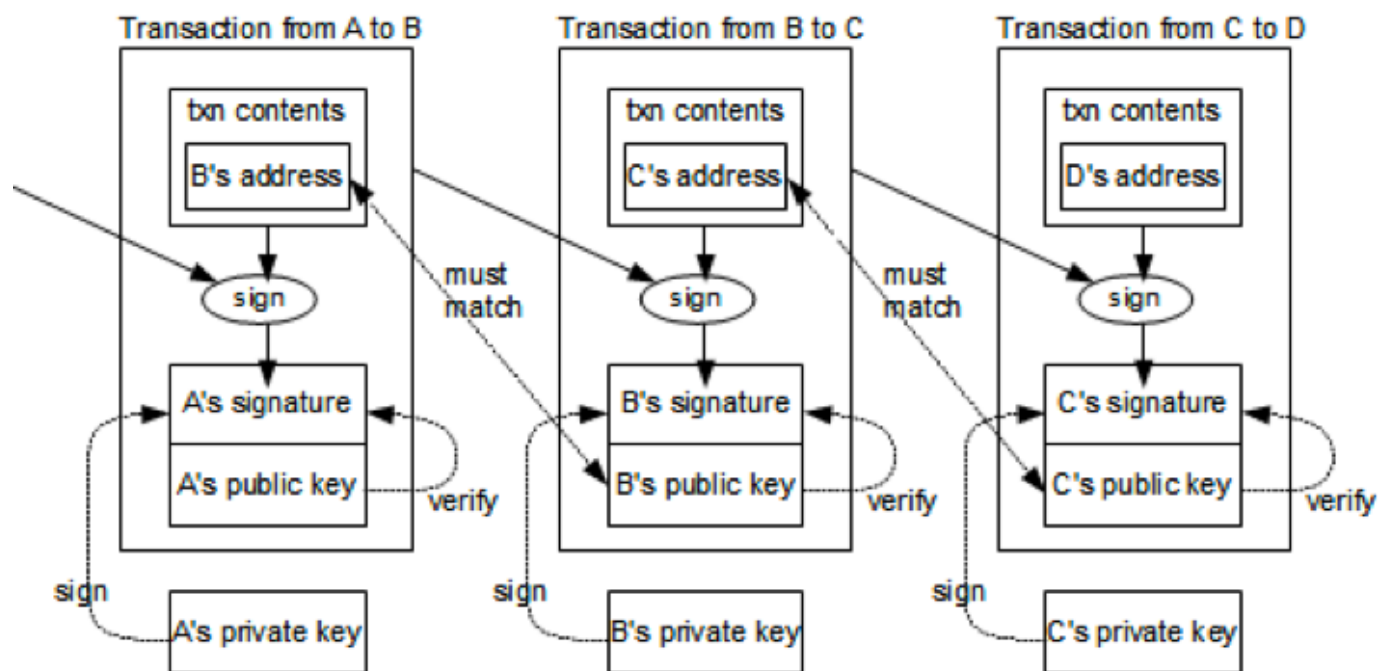 Transaction from A to B
txn contents
B's address
sign
A's signature
A's public key
verify
sign
A's private key
must
match
Transaction from B to C
txn contents
C's address
sign
B's signature
B's public key
verify
sign
B's private key
must
match
Transaction from C to D
txn contents
D's address
sign
C's signature
C's public key
verify
sign
C's private key